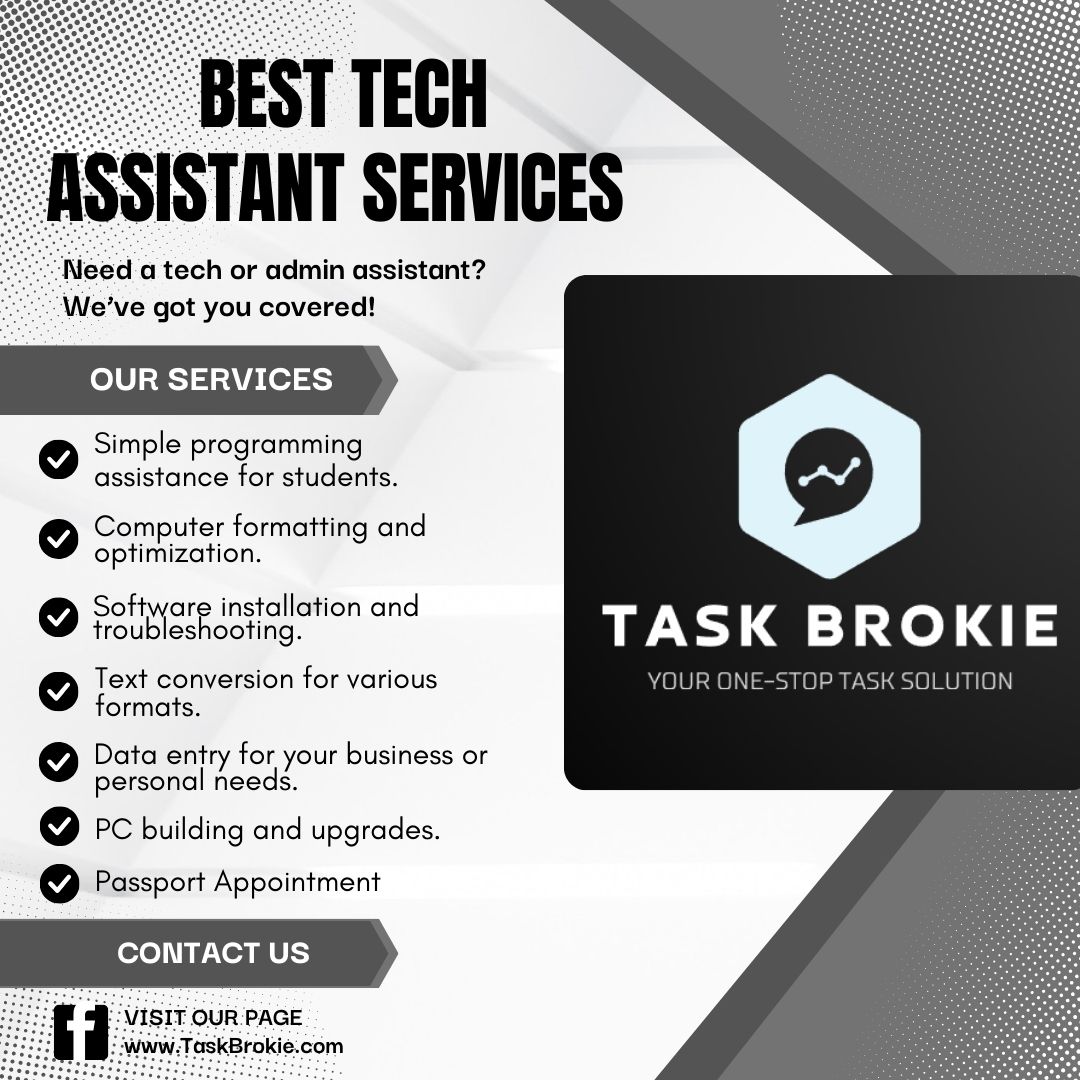 BEST TECH
ASSISTANT SERVICES
Need a tech or admin assistant?
We've got you covered!
OUR SERVICES
Simple programming
assistance for students.
Computer formatting and
optimization.
Software installation and
troubleshooting.
Text conversion for various
formats.
Data entry for your business or
personal needs.
PC building and upgrades.
Passport Appointment
TASK BROKIE
YOUR ONE-STOP TASK SOLUTION
CONTACT US
VISIT OUR PAGE
www.TaskBrokie.com